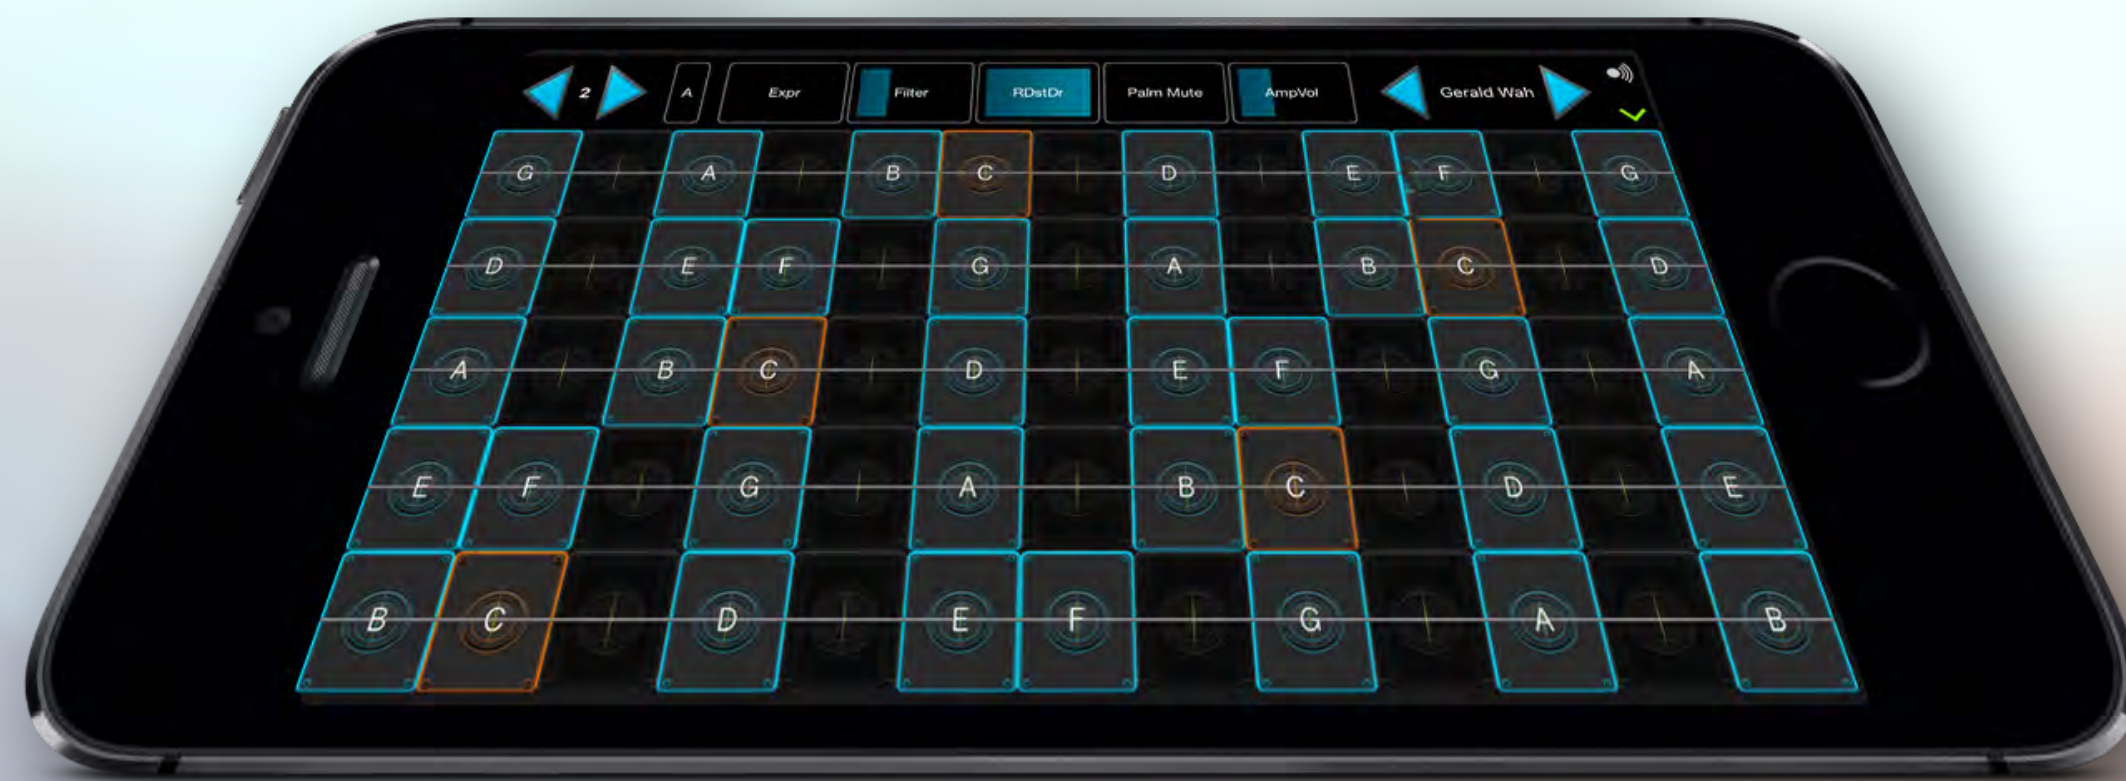 2 A Expr Filter RDstDr Palm Mute AmpVol Gerald Wah
G A B C D E F G
D E F G A B C D
A B C D E F G A
E F G A B C D E
B C D E F G A B